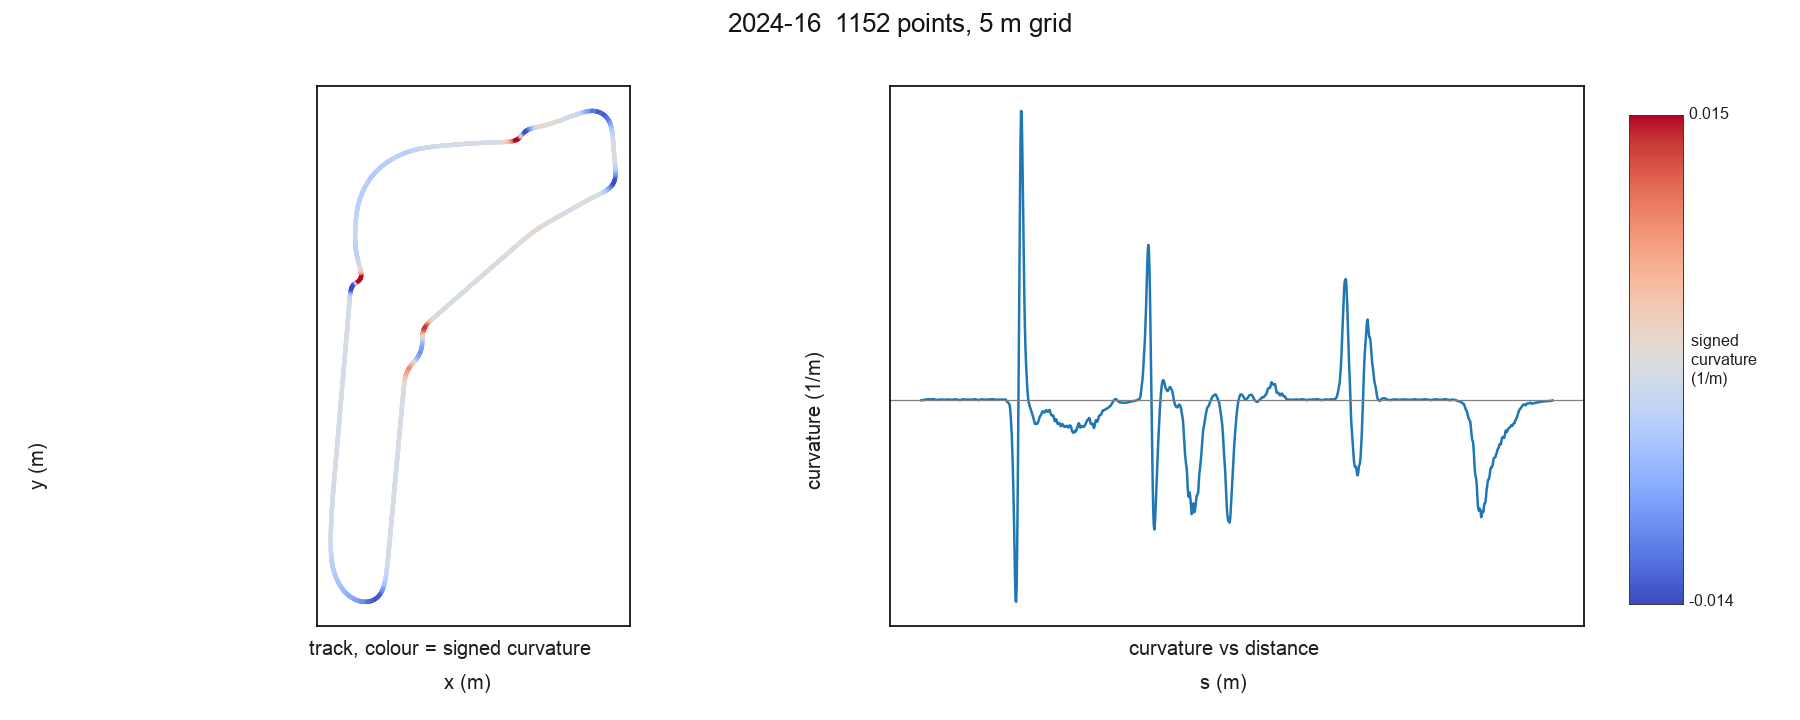 2024-16  1152 points, 5 m grid
y (m)
track, colour = signed curvature
x (m)
curvature (1/m)
curvature vs distance
s (m)
0.015
signed
curvature
(1/m)
-0.014